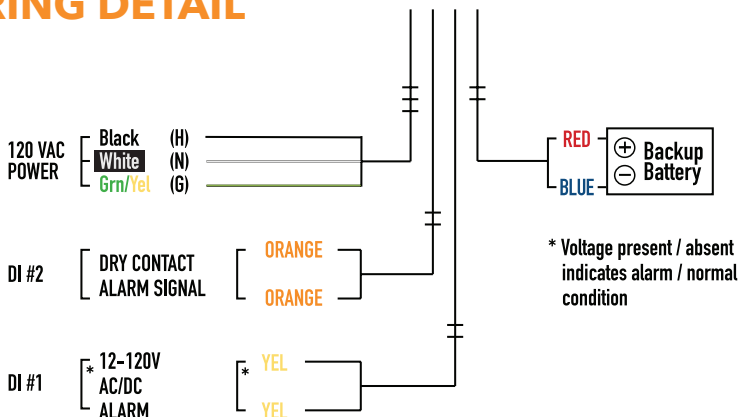 RING DETAIL
120 VAC
POWER
Black (H)
White (N)
Grn/Yel (G)
RED
BLUE
+ Backup
− Battery
* Voltage present / absent
indicates alarm / normal
condition
DI #2
DRY CONTACT
ALARM SIGNAL
ORANGE
ORANGE
DI #1
* 12-120V
AC/DC
ALARM
* YEL
YEL